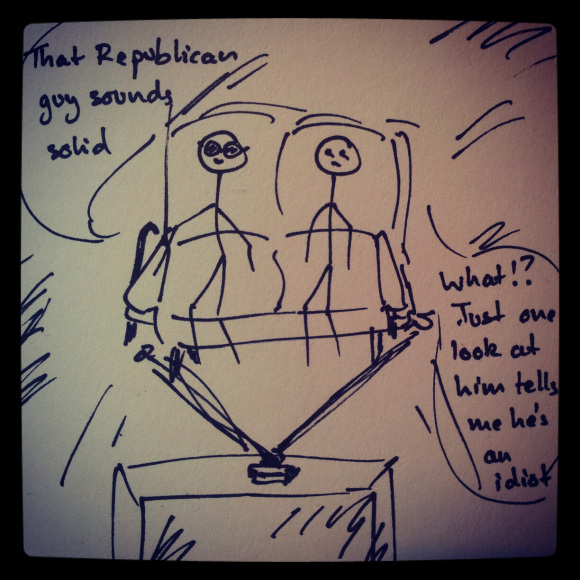 That Republican
guy sounds
solid
What!?
Just one
look at
him tells
me he's
an
idiot